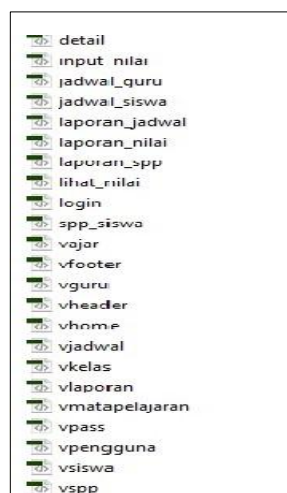 detail
input_nilai
jadwal_guru
jadwal_siswa
laporan_jadwal
laporan_nilai
laporan_spp
lihat_nilai
login
spp_siswa
vajar
vfooter
vguru
vheader
vhome
vjadwal
vkelas
vlaporan
vmatapelajaran
vpass
vpengguna
vsiswa
vspp